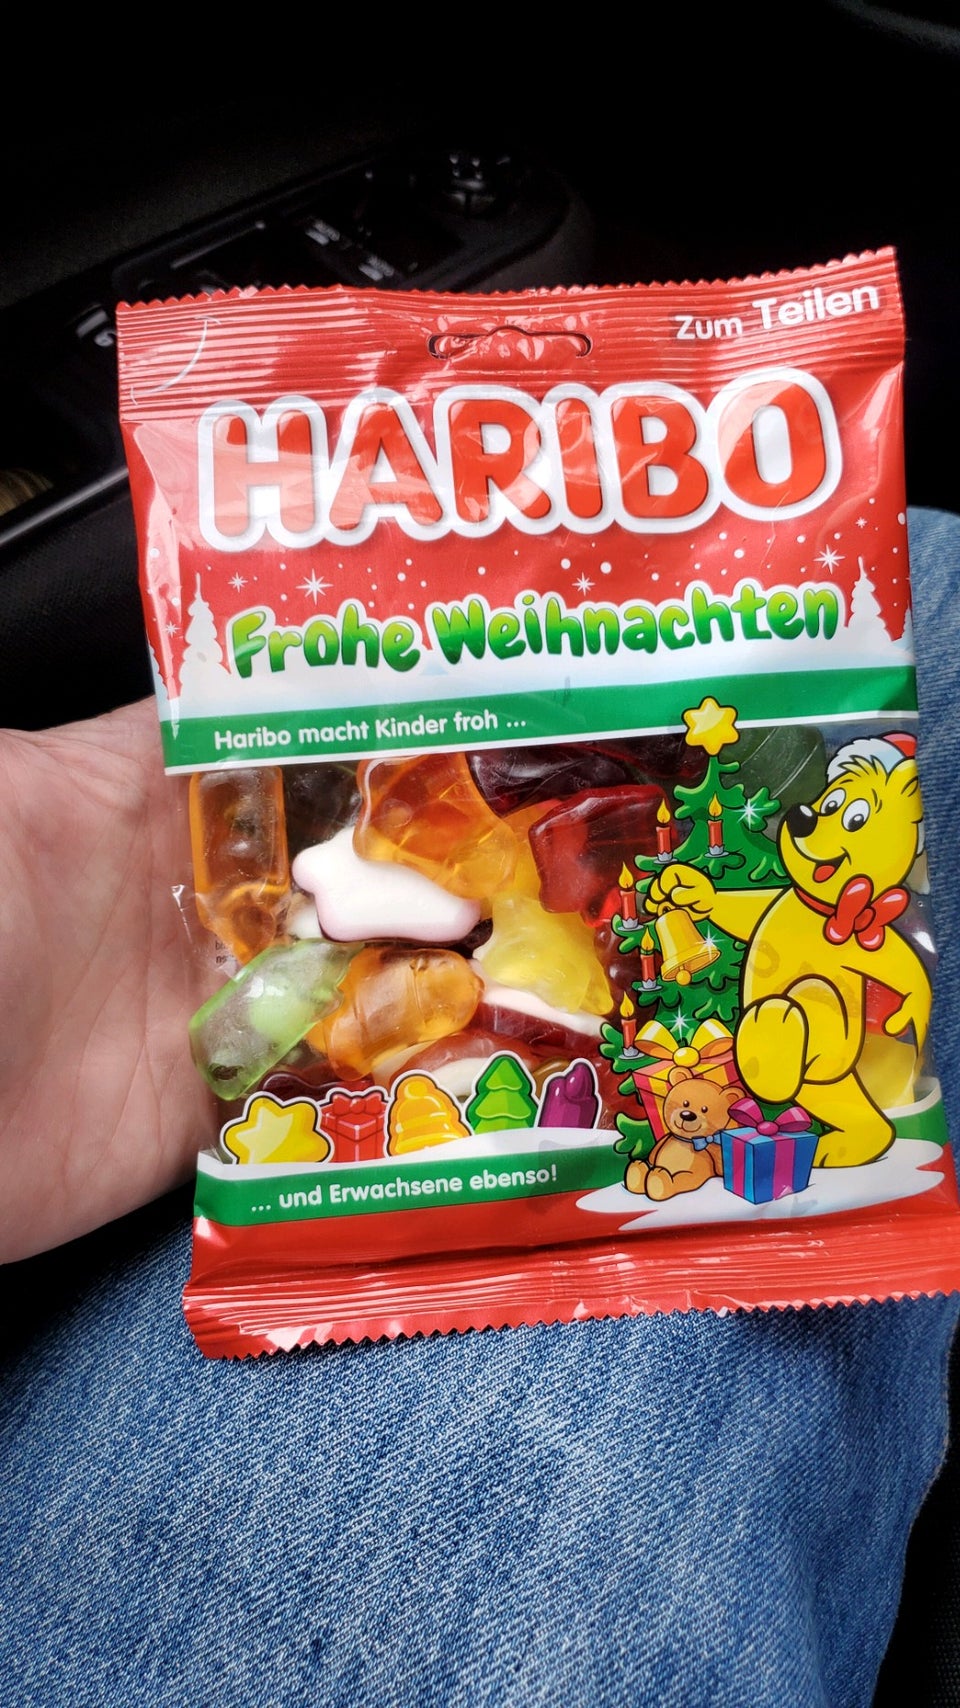 Zum Teilen
HARIBO
Frohe Weihnachten
Haribo macht Kinder froh ...
... und Erwachsene ebenso!